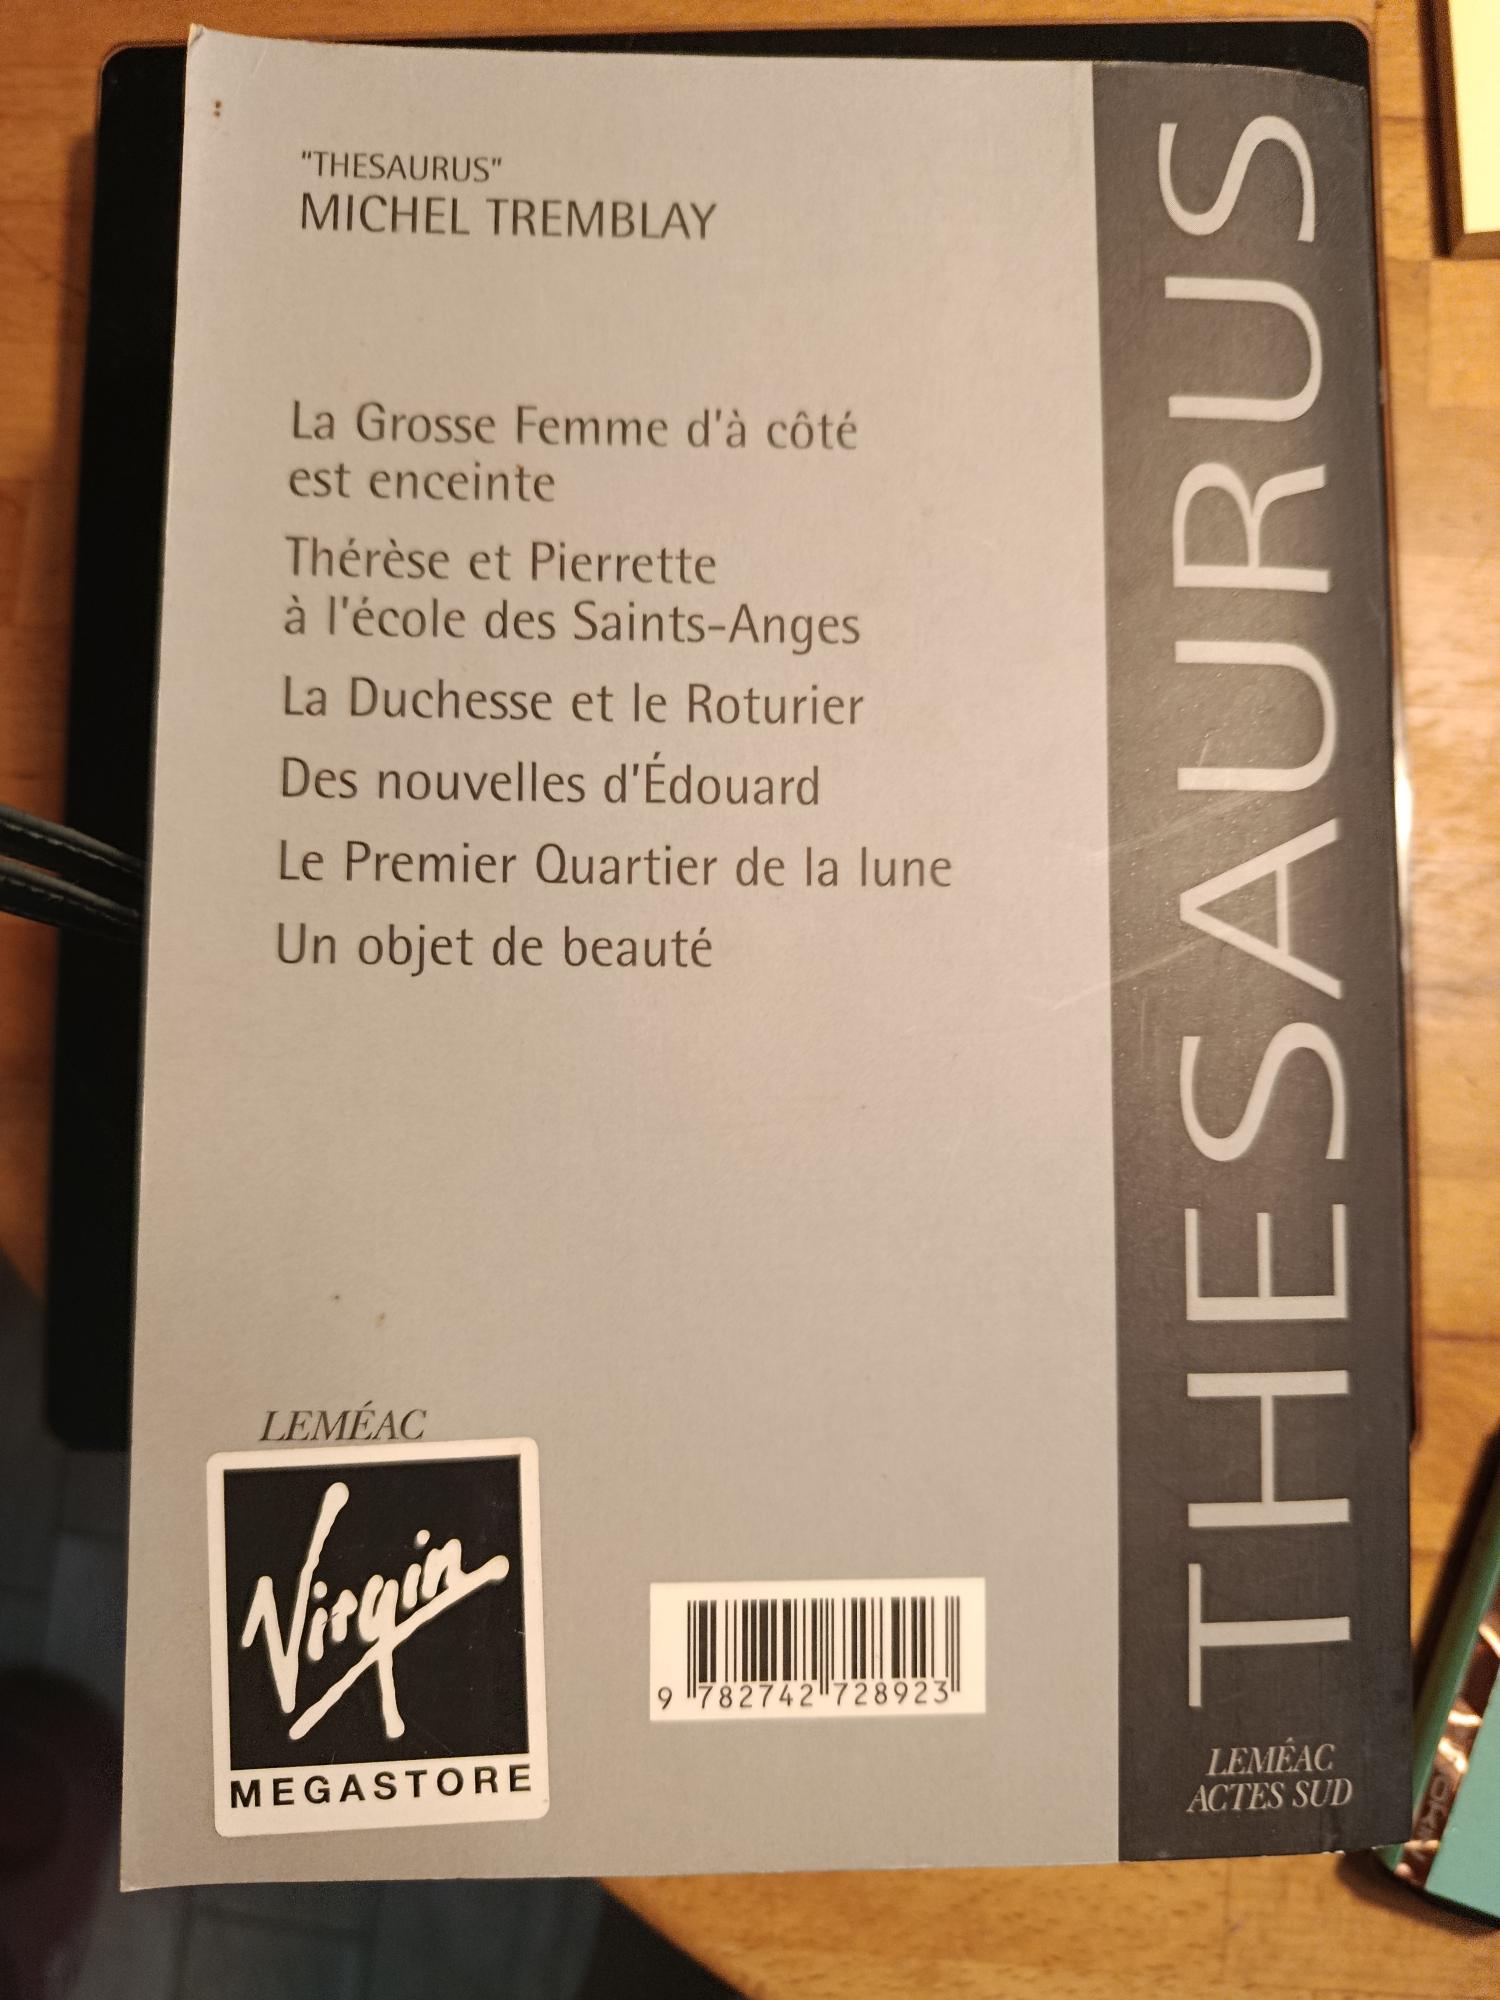 "THESAURUS"
MICHEL TREMBLAY
La Grosse Femme d'à côté
est enceinte
Thérèse et Pierrette
à l'école des Saints-Anges
La Duchesse et le Roturier
Des nouvelles d'Édouard
Le Premier Quartier de la lune
Un objet de beauté
LEMÉAC
Virgin
MEGASTORE
9 782742 728923
THESAURUS
LEMÉAC
ACTES SUD